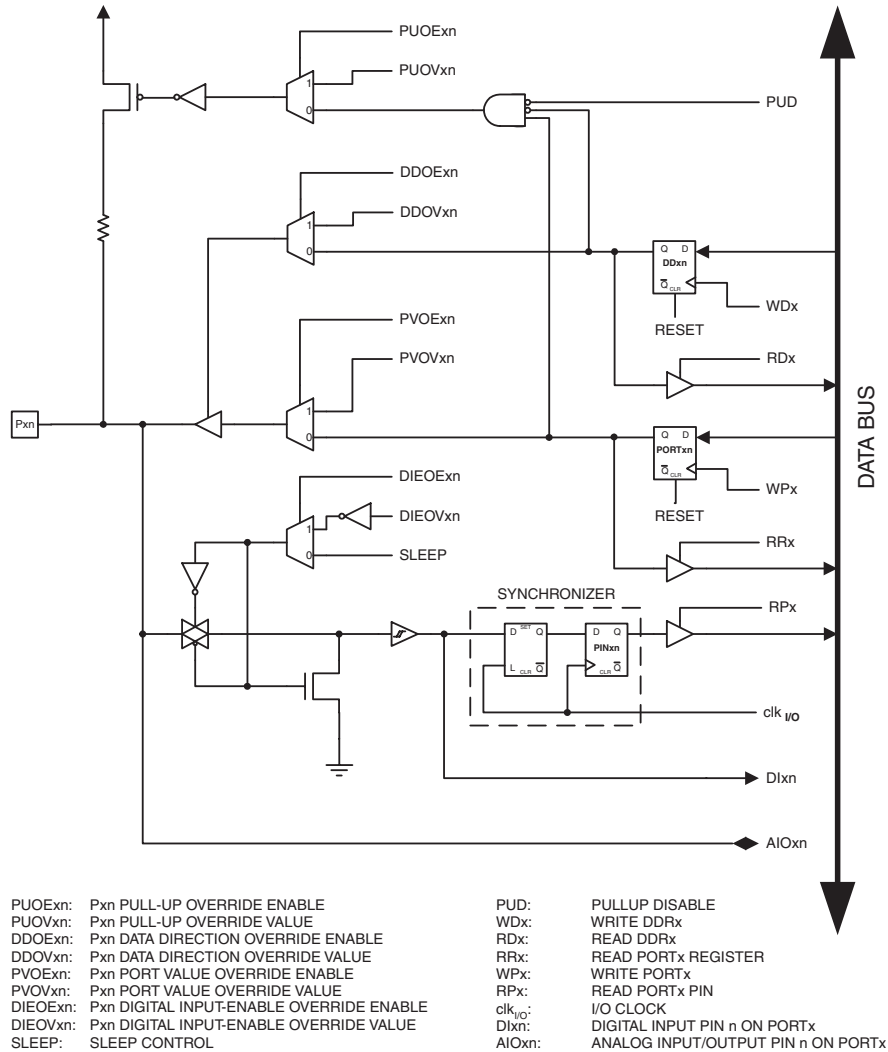 PUOExn
PUOVxn
1
0
PUD
DDOExn
DDOVxn
1
0
Q D
DDxn
Q CLR
WDx
RESET
RDx
PVOExn
PVOVxn
1
0
Pxn
Q D
PORTxn
Q CLR
WPx
RESET
RRx
DATA BUS
DIEOExn
DIEOVxn
1
0
SLEEP
SYNCHRONIZER
RPx
D SET Q
L CLR Q
D Q
PINxn
CLR Q
clk I/O
DIxn
AIOxn
PUOExn: Pxn PULL-UP OVERRIDE ENABLE
PUOVxn: Pxn PULL-UP OVERRIDE VALUE
DDOExn: Pxn DATA DIRECTION OVERRIDE ENABLE
DDOVxn: Pxn DATA DIRECTION OVERRIDE VALUE
PVOExn: Pxn PORT VALUE OVERRIDE ENABLE
PVOVxn: Pxn PORT VALUE OVERRIDE VALUE
DIEOExn: Pxn DIGITAL INPUT-ENABLE OVERRIDE ENABLE
DIEOVxn: Pxn DIGITAL INPUT-ENABLE OVERRIDE VALUE
SLEEP: SLEEP CONTROL
PUD: PULLUP DISABLE
WDx: WRITE DDRx
RDx: READ DDRx
RRx: READ PORTx REGISTER
WPx: WRITE PORTx
RPx: READ PORTx PIN
clkI/O: I/O CLOCK
DIxn: DIGITAL INPUT PIN n ON PORTx
AIOxn: ANALOG INPUT/OUTPUT PIN n ON PORTx